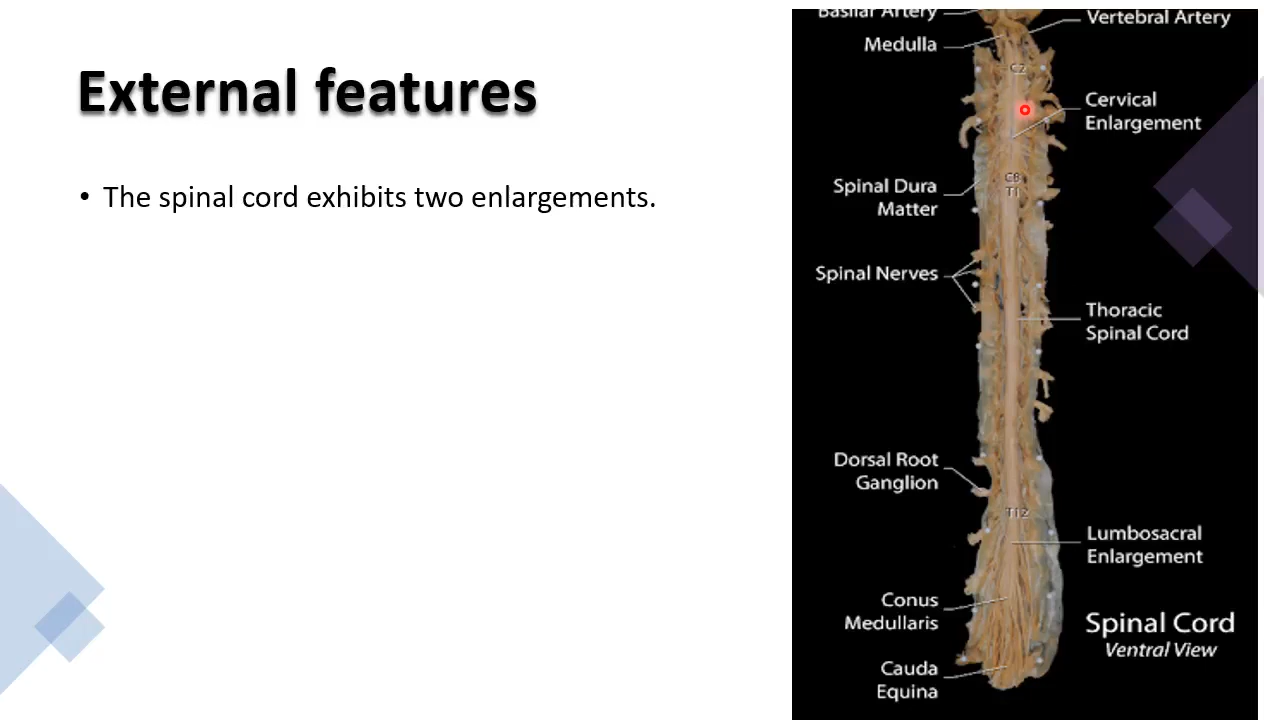 External features
• The spinal cord exhibits two enlargements.
Basilar Artery
Vertebral Artery
Medulla
C2
Cervical
Enlargement
C8
T1
Spinal Dura
Matter
Spinal Nerves
Thoracic
Spinal Cord
Dorsal Root
Ganglion
T12
Lumbosacral
Enlargement
Conus
Medullaris
Spinal Cord
Ventral View
Cauda
Equina